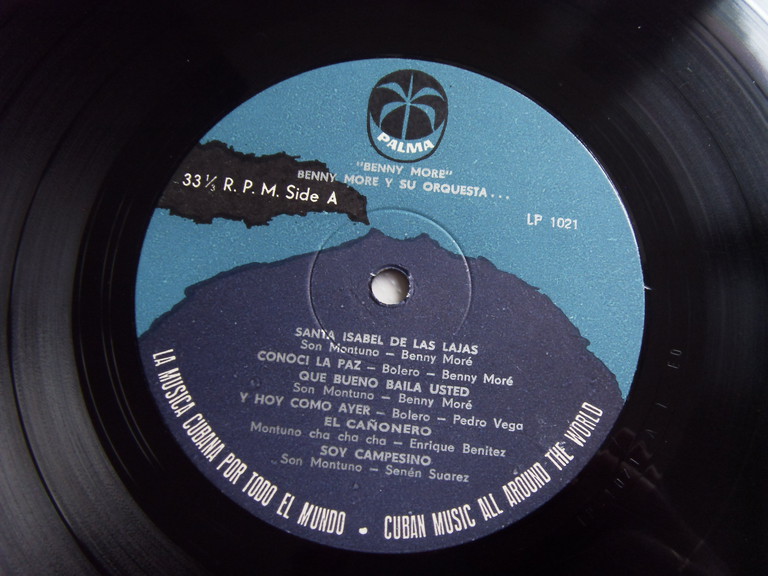 PALMA
"BENNY MORE"
BENNY MORE Y SU ORQUESTA...
33 ⅓ R. P. M. Side A
LP 1021
SANTA ISABEL DE LAS LAJAS
Son Montuno – Benny Moré
CONOCI LA PAZ – Bolero – Benny Moré
QUE BUENO BAILA USTED
Son Montuno – Benny Moré
Y HOY COMO AYER – Bolero – Pedro Vega
EL CAÑONERO
Montuno cha cha cha – Enrique Benitez
SOY CAMPESINO
Son Montuno – Senén Suarez
LA MUSICA CUBANA POR TODO EL MUNDO • CUBAN MUSIC ALL AROUND THE WORLD